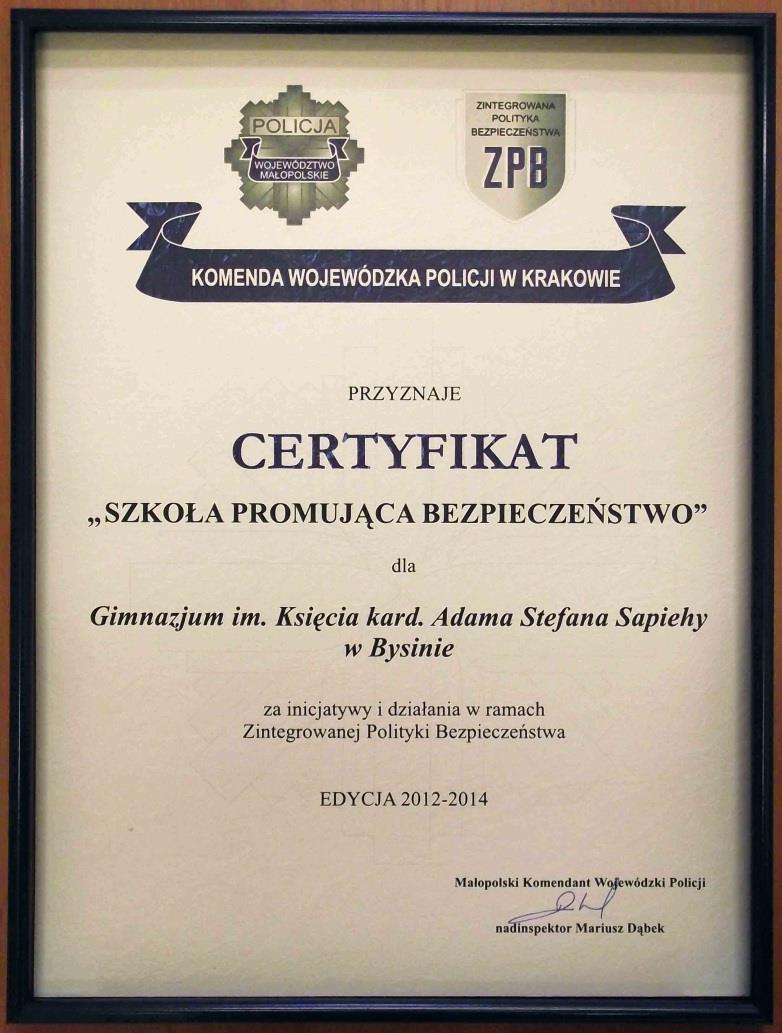 POLICJA
WOJEWÓDZTWO
MAŁOPOLSKIE
ZINTEGROWANA
POLITYKA
BEZPIECZEŃSTWA
ZPB
KOMENDA WOJEWÓDZKA POLICJI W KRAKOWIE
PRZYZNAJE
CERTYFIKAT
„SZKOŁA PROMUJĄCA BEZPIECZEŃSTWO”
dla
Gimnazjum im. Księcia kard. Adama Stefana Sapiehy
w Bysinie
za inicjatywy i działania w ramach
Zintegrowanej Polityki Bezpieczeństwa
EDYCJA 2012-2014
Małopolski Komendant Wojewódzki Policji
nadinspektor Mariusz Dąbek